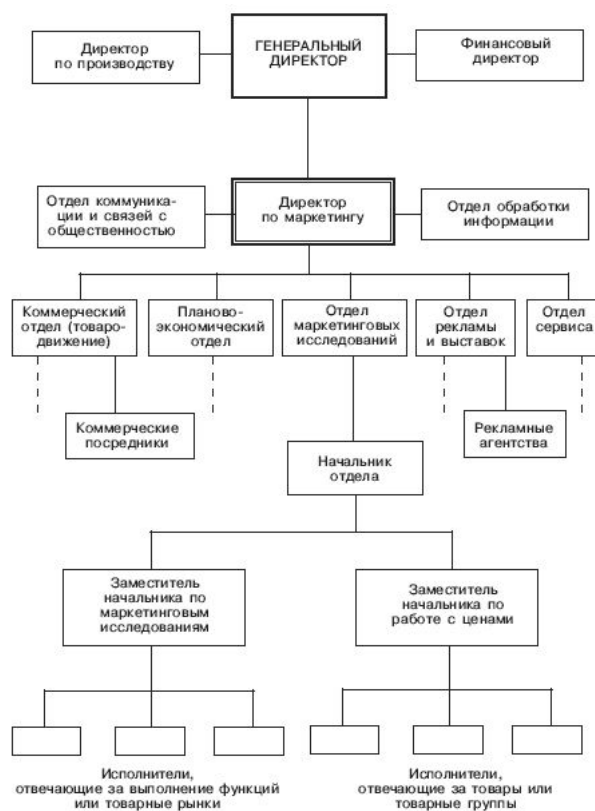 Директор
по производству
ГЕНЕРАЛЬНЫЙ
ДИРЕКТОР
Финансовый
директор
Отдел коммуника-
ции и связей с
общественностью
Директор
по маркетингу
Отдел обработки
информации
Коммерческий
отдел (товаро-
движение)
Планово-
экономический
отдел
Отдел
маркетинговых
исследований
Отдел
рекламы
и выставок
Отдел
сервиса
Коммерческие
посредники
Рекламные
агентства
Начальник
отдела
Заместитель
начальника по
маркетинговым
исследованиям
Заместитель
начальника по
работе с ценами
Исполнители,
отвечающие за выполнение функций
или товарные рынки
Исполнители,
отвечающие за товары или
товарные группы